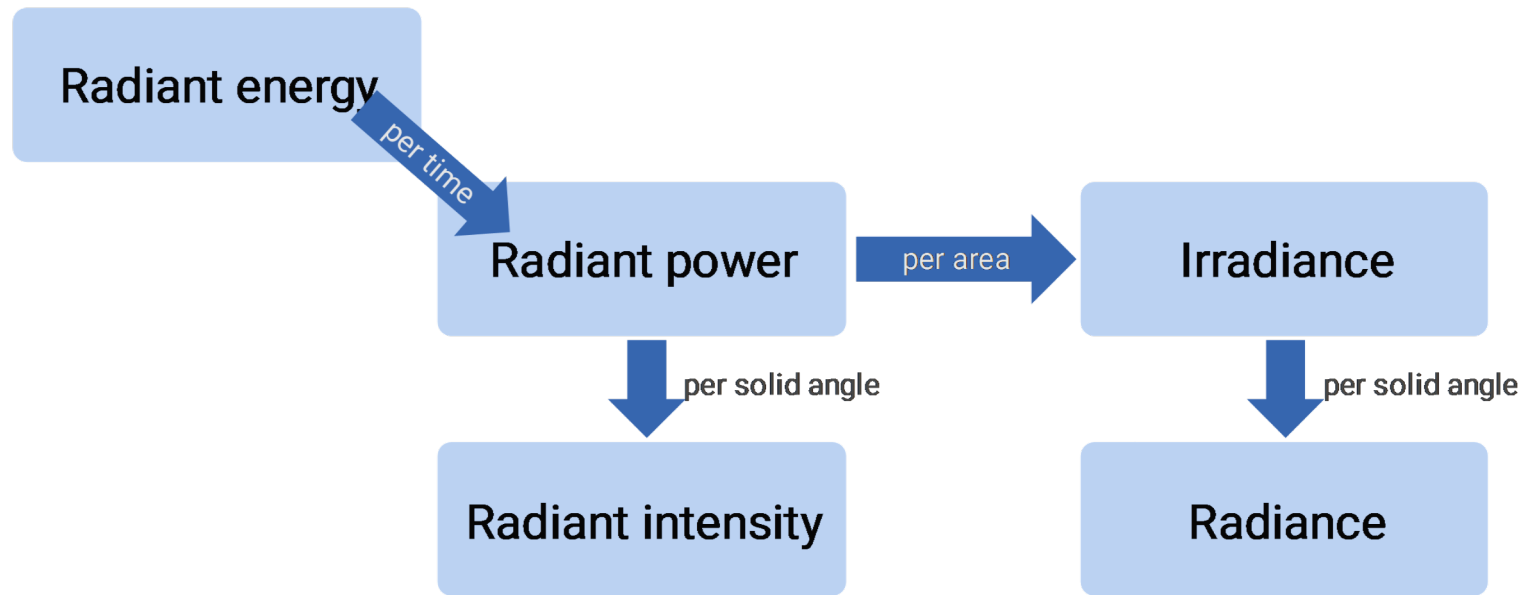 Radiant energy
per time
Radiant power
per area
Irradiance
per solid angle
per solid angle
Radiant intensity
Radiance